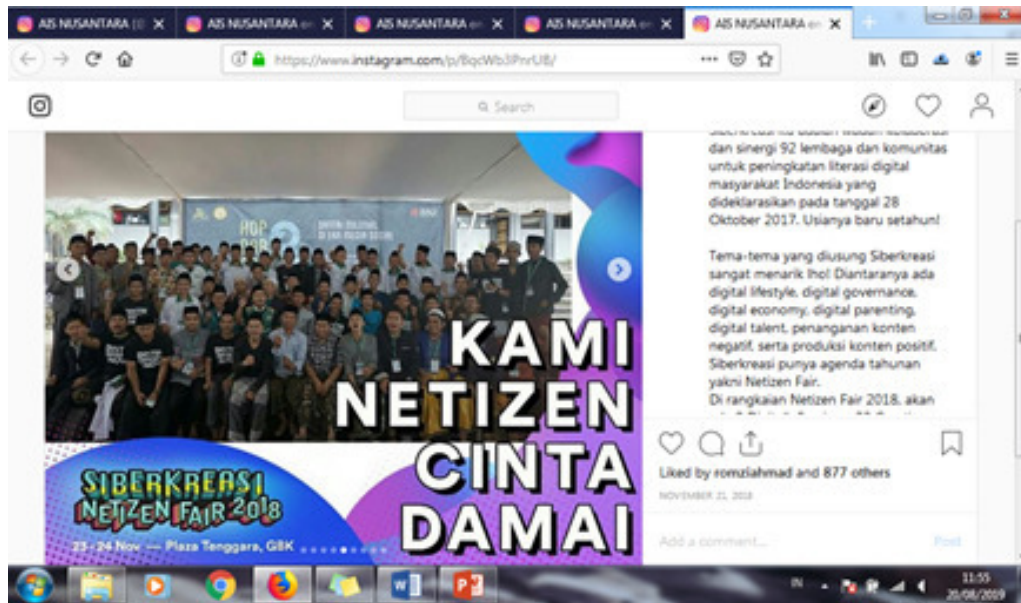 AIS NUSANTARA
AIS NUSANTARA
AIS NUSANTARA
AIS NUSANTARA
AIS NUSANTARA
https://www.instagram.com/p/BqcWb3PnrUB/
Search
dan sinergi 92 lembaga dan komunitas
untuk peningkatan literasi digital
masyarakat Indonesia yang
dideklarasikan pada tanggal 28
Oktober 2017. Usianya baru setahun!
Tema-tema yang diusung Siberkreasi
sangat menarik lho! Diantaranya ada
digital lifestyle, digital governance,
digital economy, digital parenting,
digital talent, penanganan konten
negatif, serta produksi konten positif.
Siberkreasi punya agenda tahunan
yakni Netizen Fair.
Di rangkaian Netizen Fair 2018, akan
KAMI
NETIZEN
CINTA
DAMAI
SIBERKREASI
NETIZEN FAIR 2018
23 - 24 Nov — Plaza Tenggara, GBK
Liked by romziahmad and 877 others
NOVEMBER 21, 2018
Add a comment...
Post
IN
11:55
20/08/2019